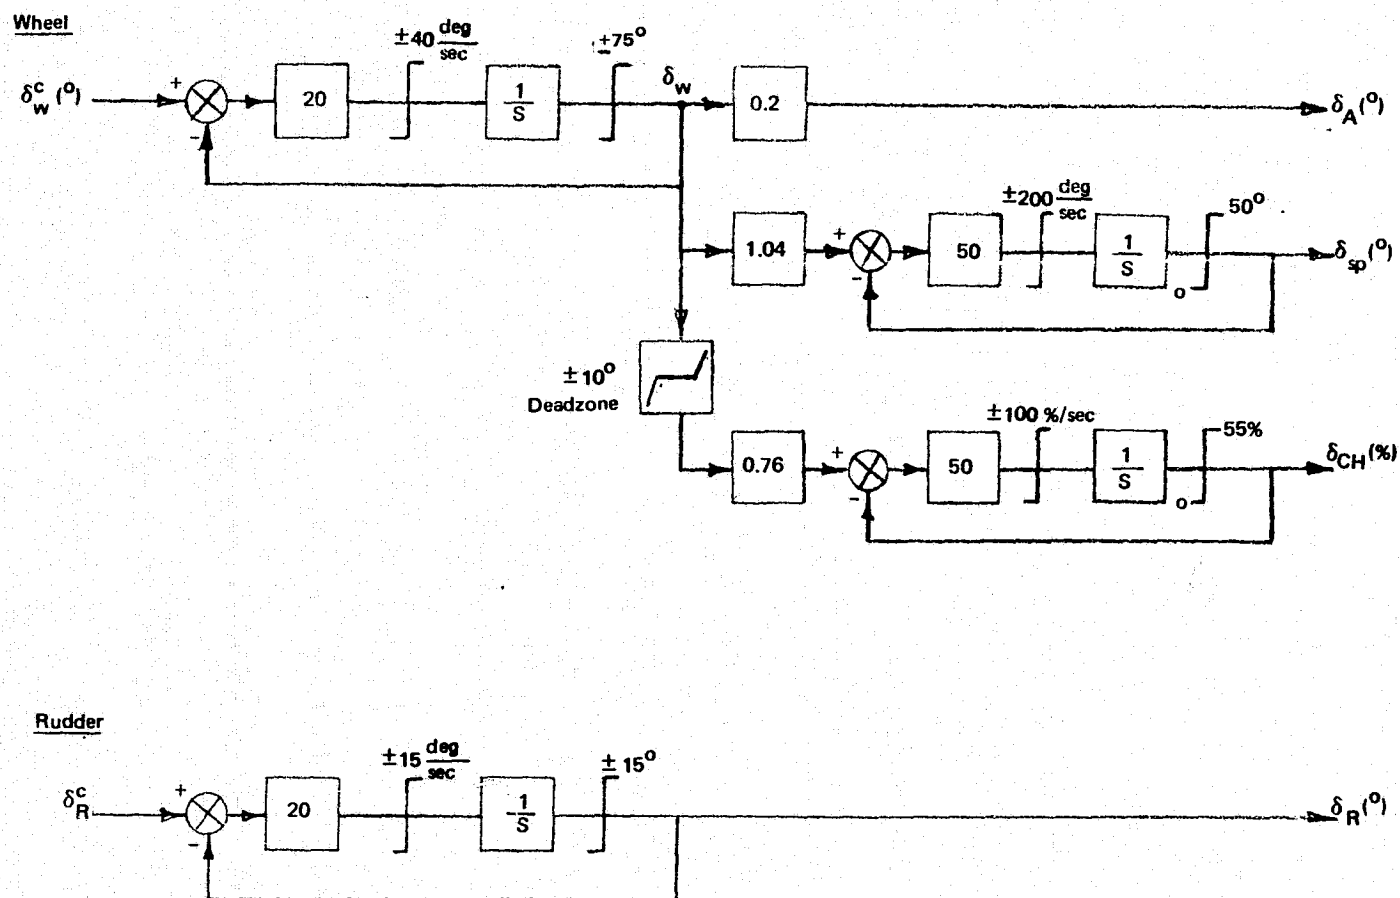 Wheel
δ_w^c (°)
+
-
20
±40 deg/sec
1/S
±75°
δ_w
0.2
δ_A (°)
1.04
+
-
50
±200 deg/sec
1/S
50°
o
δ_sp (°)
±10°
Deadzone
0.76
+
-
50
±100 %/sec
1/S
55%
o
δ_CH (%)
Rudder
δ_R^c
+
-
20
±15 deg/sec
1/S
±15°
δ_R (°)